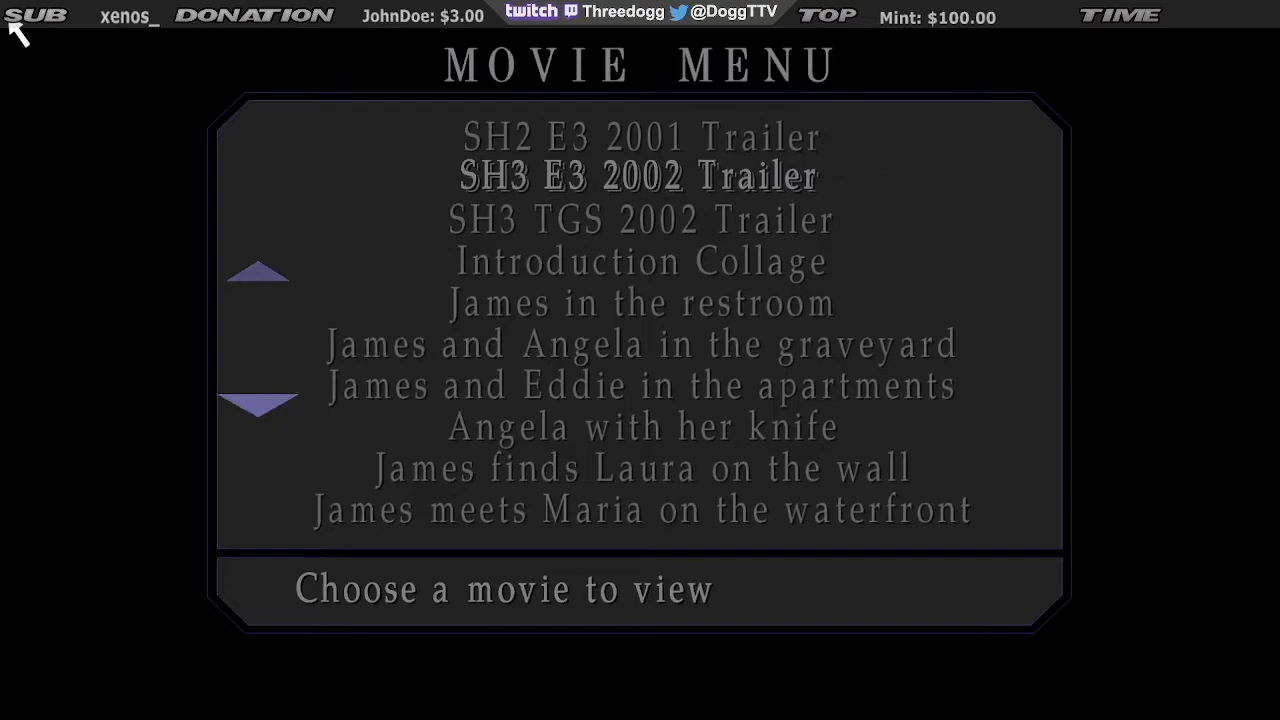 SUB xenos_ DONATION JohnDoe: $3.00 twitch Threedogg @DoggTTV TOP Mint: $100.00 TIME
MOVIE MENU
SH2 E3 2001 Trailer
SH3 E3 2002 Trailer
SH3 TGS 2002 Trailer
Introduction Collage
James in the restroom
James and Angela in the graveyard
James and Eddie in the apartments
Angela with her knife
James finds Laura on the wall
James meets Maria on the waterfront
Choose a movie to view